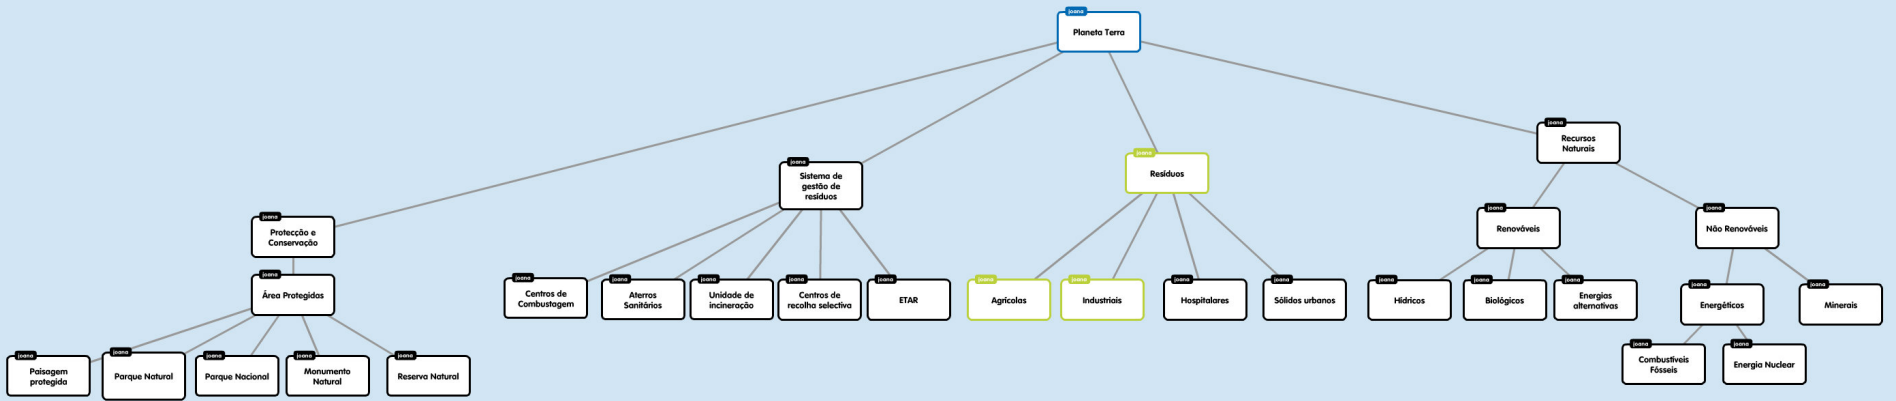 joana
Planeta Terra
joana
Recursos
Naturais
joana
Resíduos
joana
Sistema de
gestão de
resíduos
joana
Protecção e
Conservação
joana
Renováveis
joana
Não Renováveis
joana
Área Protegidas
joana
Centros de
Combustagem
joana
Aterros
Sanitários
joana
Unidade de
incineração
joana
Centros de
recolha selectiva
joana
ETAR
joana
Agrícolas
joana
Industriais
joana
Hospitalares
joana
Sólidos urbanos
joana
Hídricos
joana
Biológicos
joana
Energias
alternativas
joana
Energéticos
joana
Minerais
joana
Paisagem
protegida
joana
Parque Natural
joana
Parque Nacional
joana
Monumento
Natural
joana
Reserva Natural
joana
Combustíveis
Fósseis
joana
Energia Nuclear